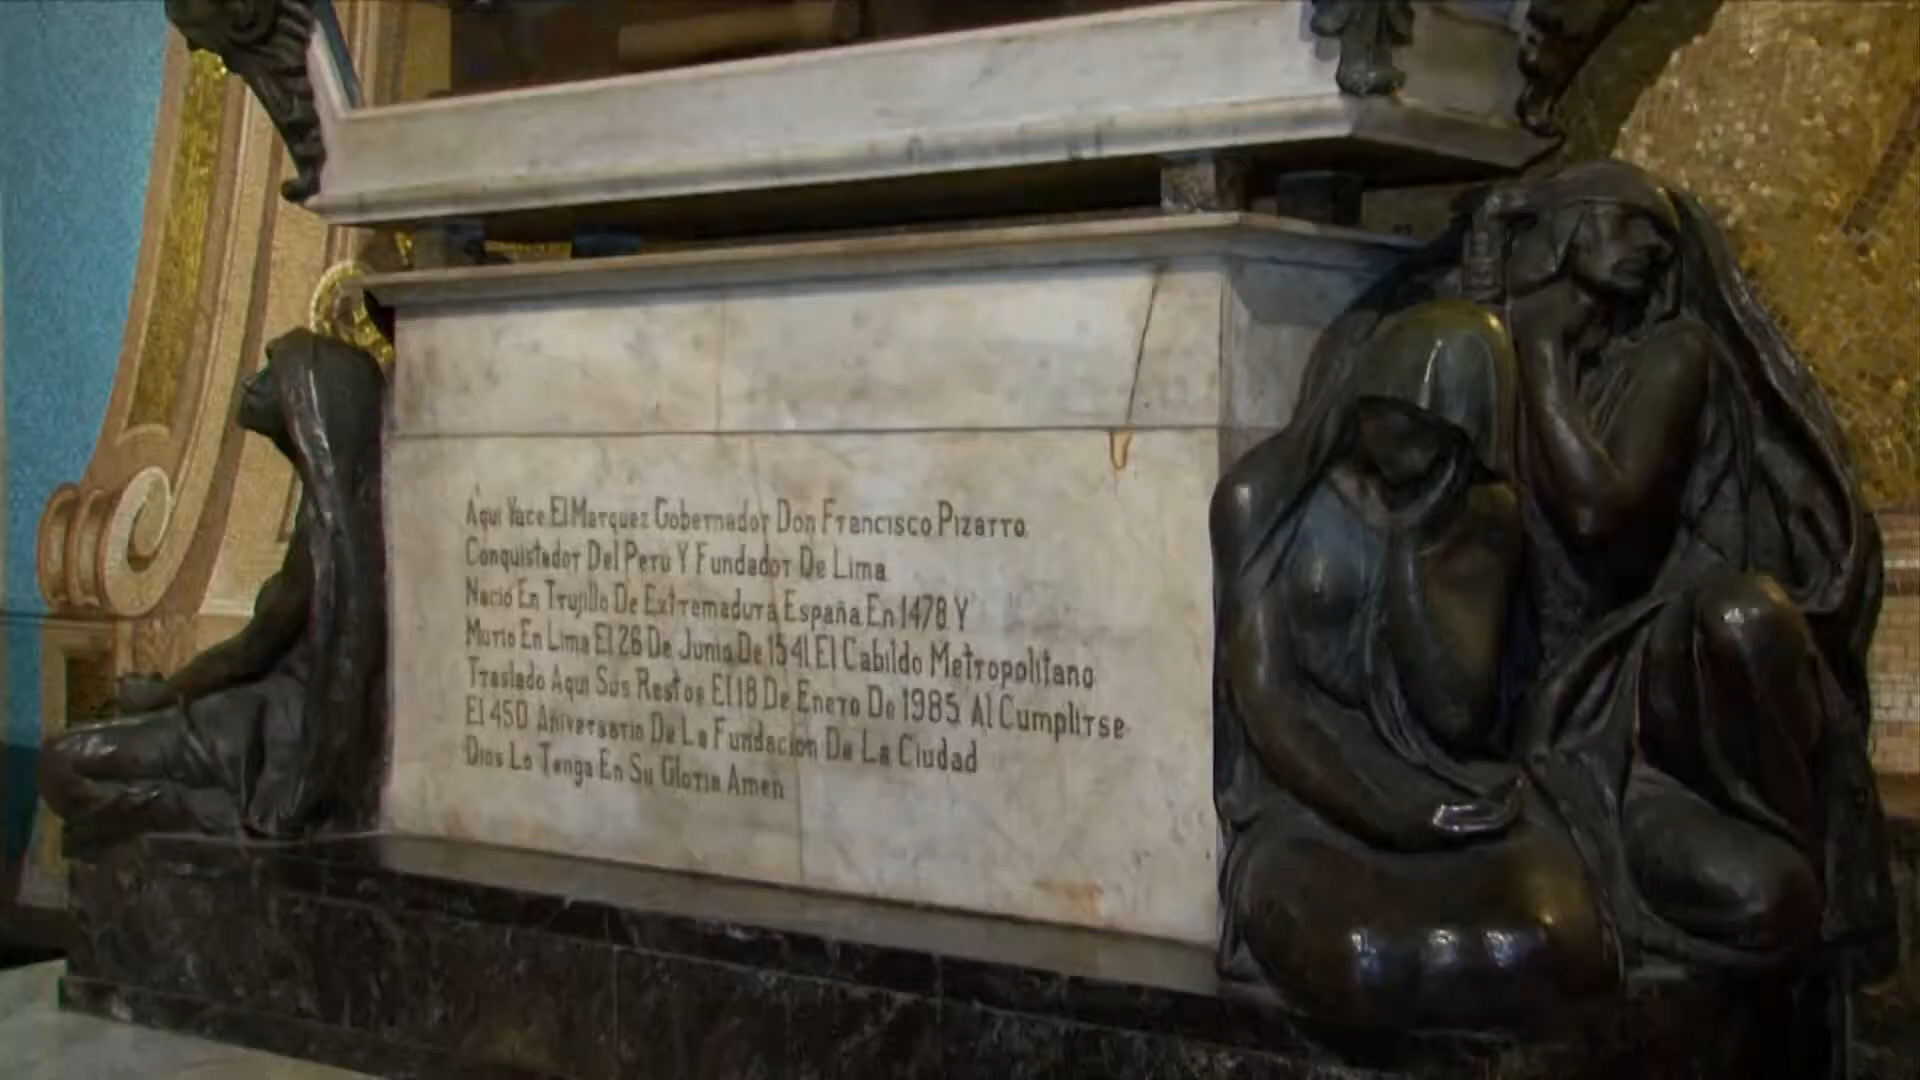 Aqui Yace El Marquez Gobernador Don Francisco Pizarro
Conquistador Del Perú Y Fundador De Lima
Nació En Trujillo De Extremadura España En 1478 Y
Murio En Lima El 26 De Junio De 1541 El Cabildo Metropolitano
Traslado Aqui Sus Restos El 18 De Enero De 1985 Al Cumplirse
El 450 Aniversario De La Fundacion De La Ciudad
Dios Lo Tenga En Su Gloria Amen